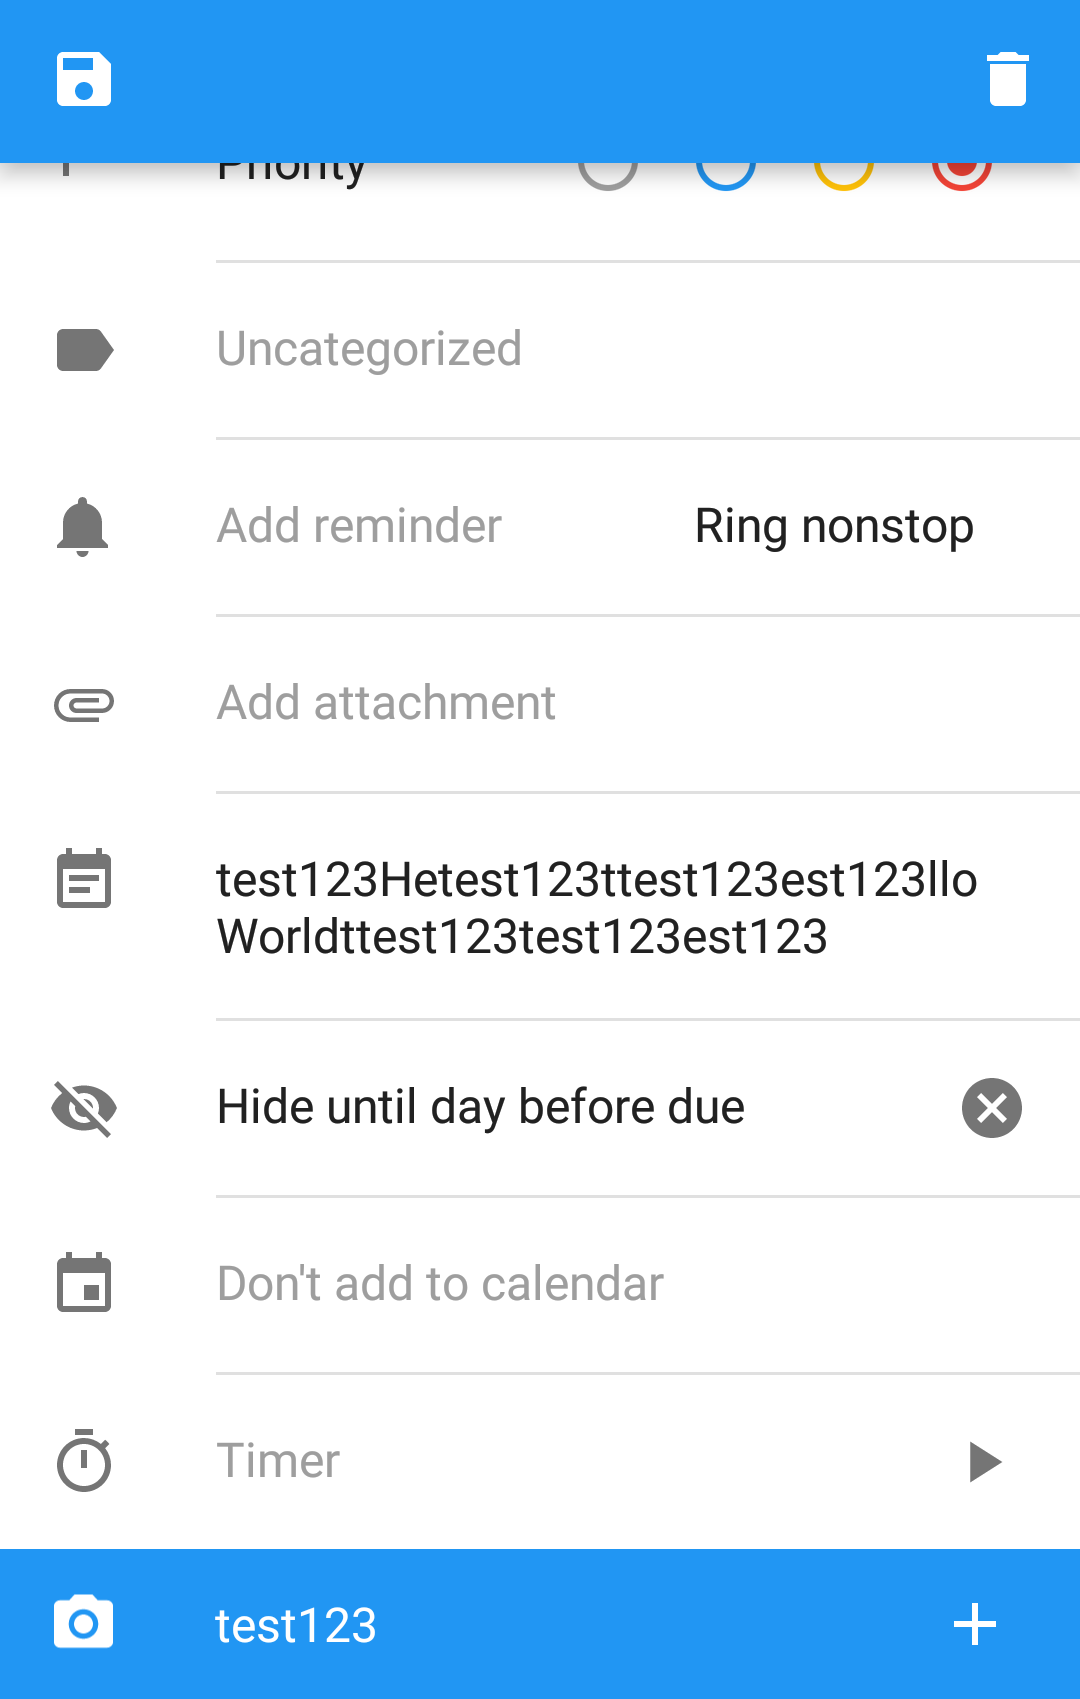 Priority
Uncategorized
Add reminder
Ring nonstop
Add attachment
test123Hetest123ttest123est123llo
Worldttest123test123est123
Hide until day before due
Don't add to calendar
Timer
test123